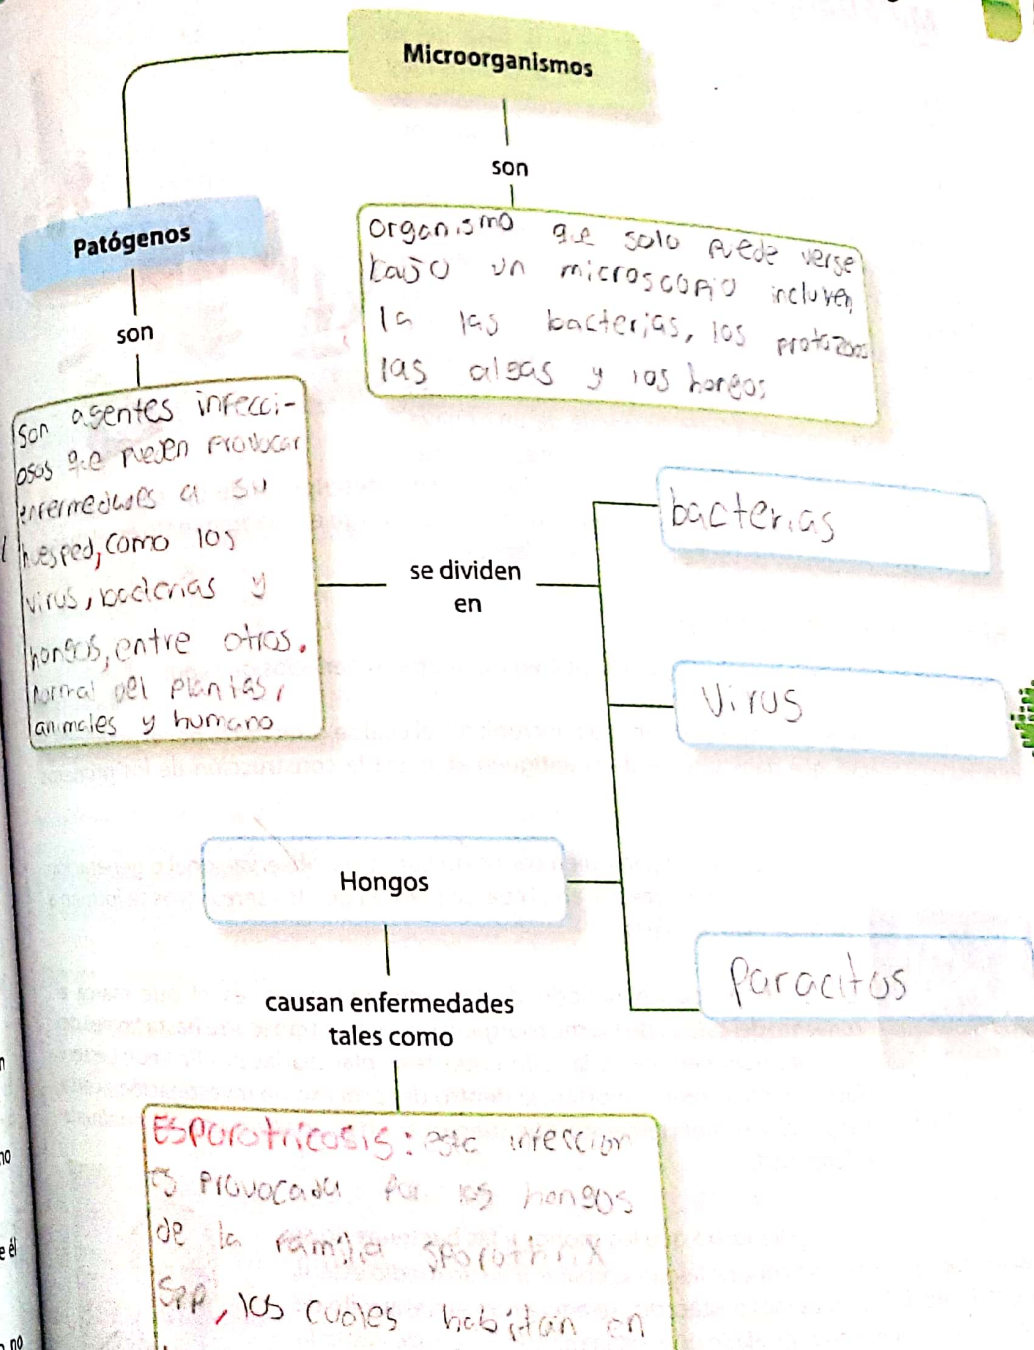 Microorganismos
son
organismo que solo puede verse
bajo un microscopio incluyen
la las bacterias, los protozoos
las algas y los hongos
Patógenos
son
Son agentes infecci-
osos que pueden provocar
enfermedades a su
huesped, como los
virus, bacterias y
hongos, entre otros.
normal del plantas,
animales y humano
se dividen
en
bacterias
Virus
Hongos
Paracitos
causan enfermedades
tales como
Esporotricosis: esta infeccion
es provocada por los hongos
de la familia sporothrix
Spp, los cuales habitan en